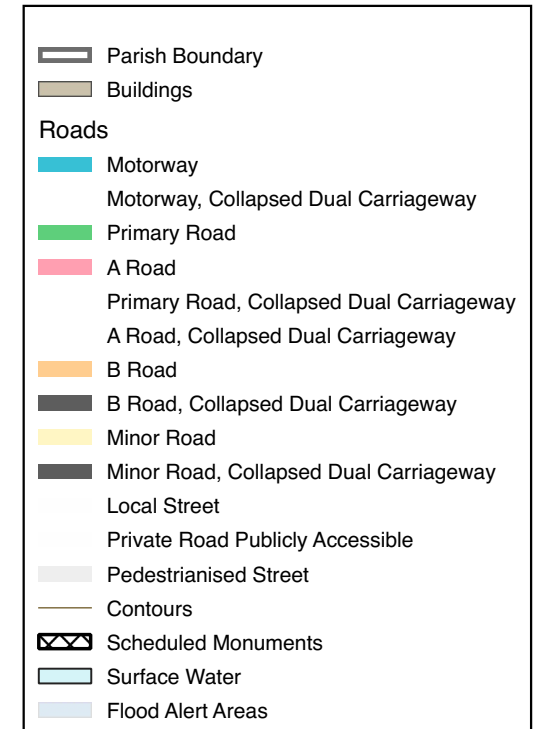 Parish Boundary
Buildings
Roads
Motorway
Motorway, Collapsed Dual Carriageway
Primary Road
A Road
Primary Road, Collapsed Dual Carriageway
A Road, Collapsed Dual Carriageway
B Road
B Road, Collapsed Dual Carriageway
Minor Road
Minor Road, Collapsed Dual Carriageway
Local Street
Private Road Publicly Accessible
Pedestrianised Street
Contours
Scheduled Monuments
Surface Water
Flood Alert Areas